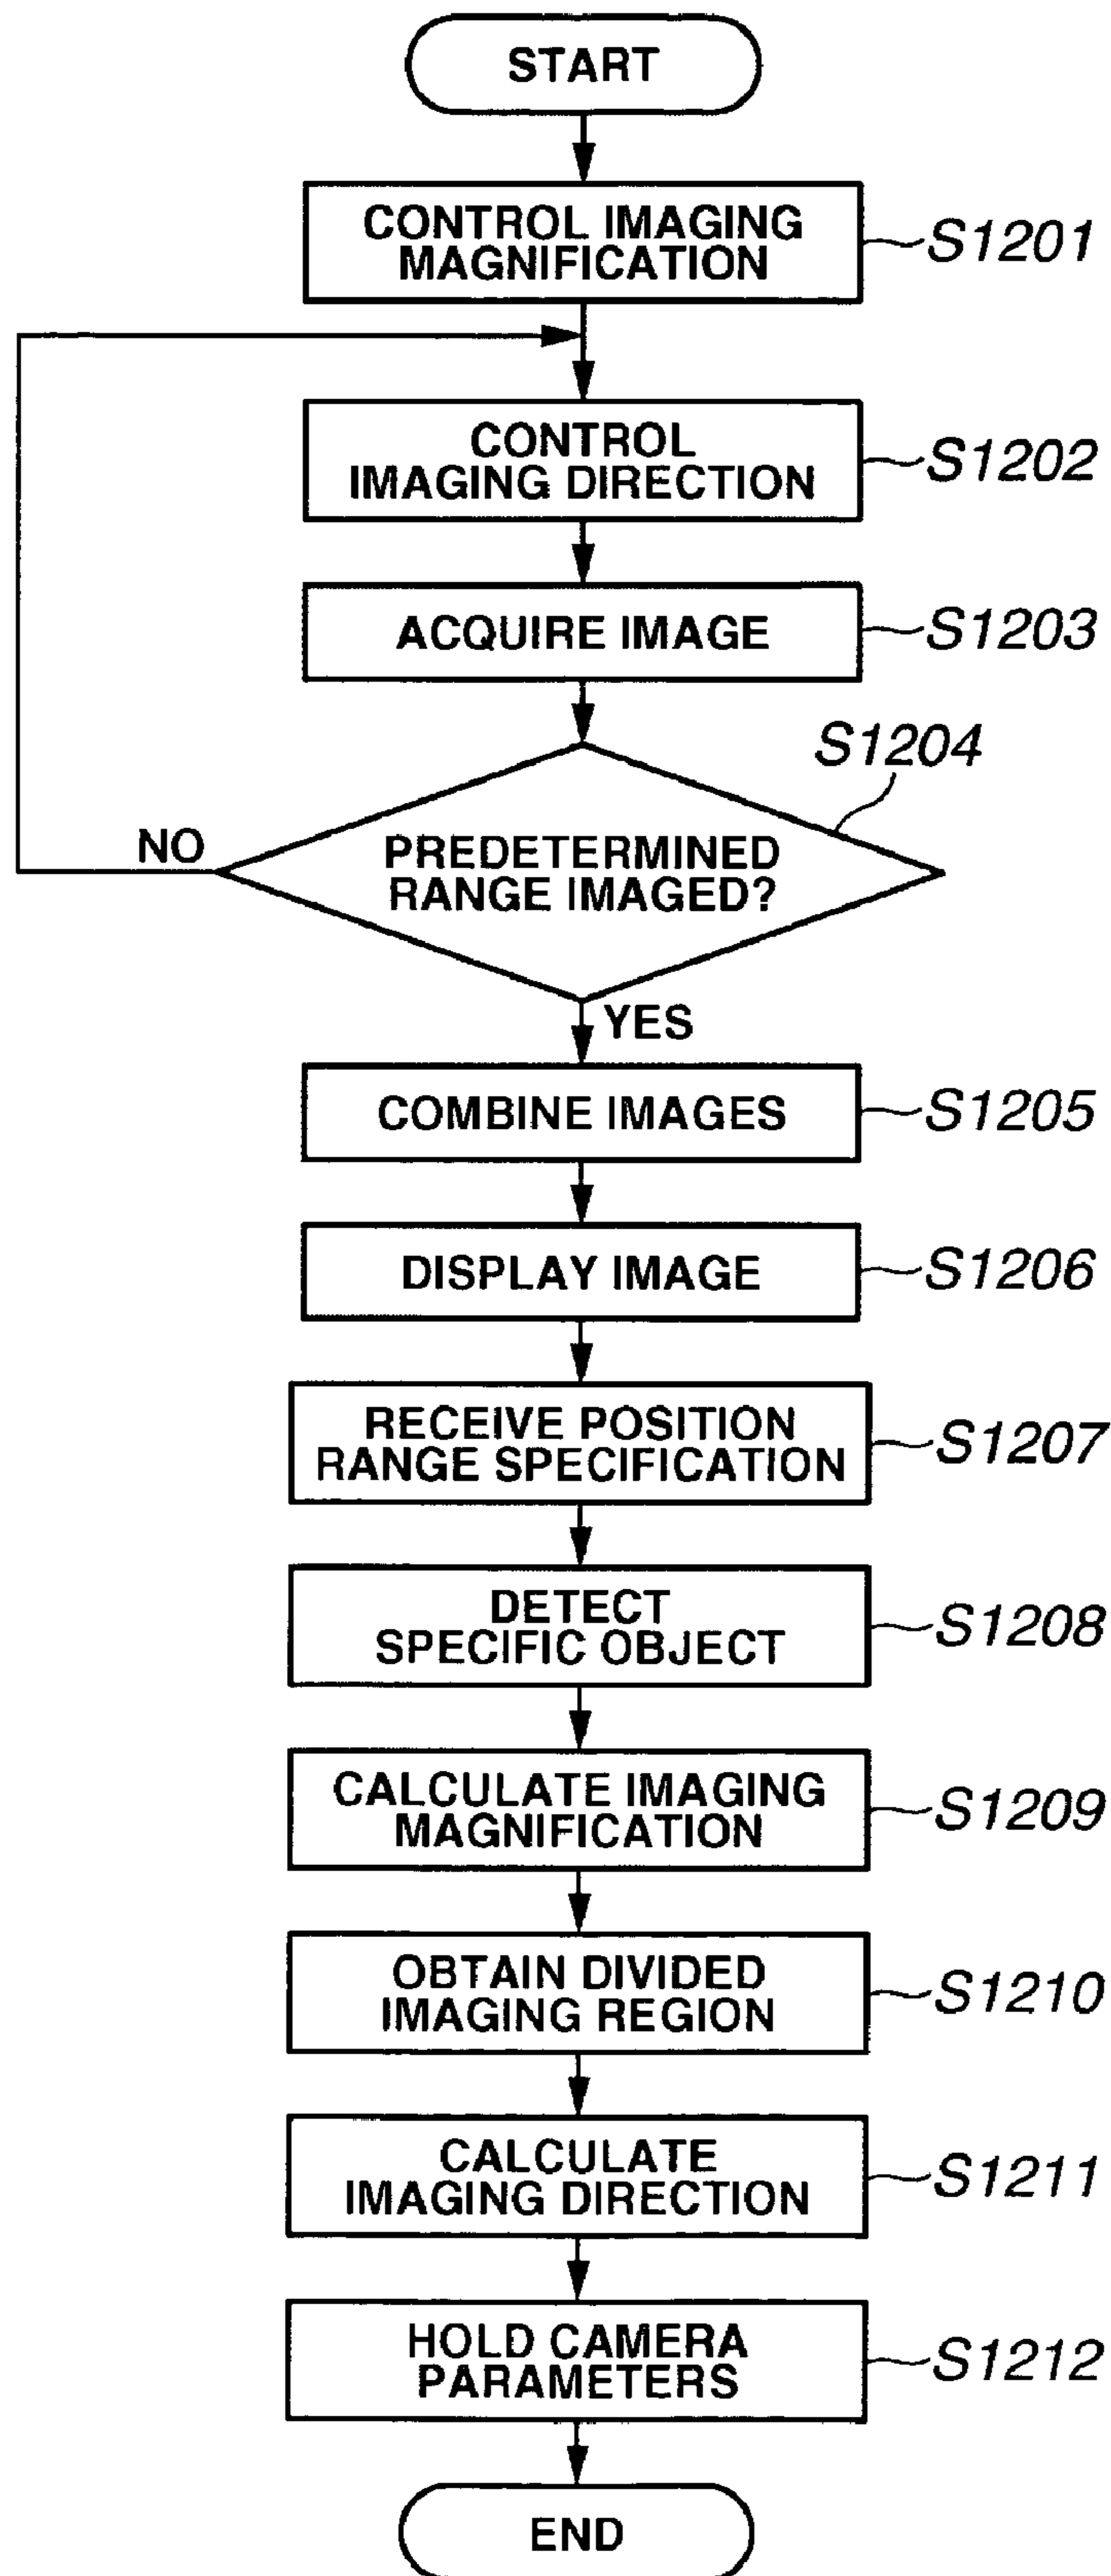 START
CONTROL IMAGING
MAGNIFICATION
S1201
CONTROL
IMAGING DIRECTION
S1202
ACQUIRE IMAGE
S1203
S1204
NO
PREDETERMINED
RANGE IMAGED?
YES
COMBINE IMAGES
S1205
DISPLAY IMAGE
S1206
RECEIVE POSITION
RANGE SPECIFICATION
S1207
DETECT
SPECIFIC OBJECT
S1208
CALCULATE IMAGING
MAGNIFICATION
S1209
OBTAIN DIVIDED
IMAGING REGION
S1210
CALCULATE
IMAGING DIRECTION
S1211
HOLD CAMERA
PARAMETERS
S1212
END